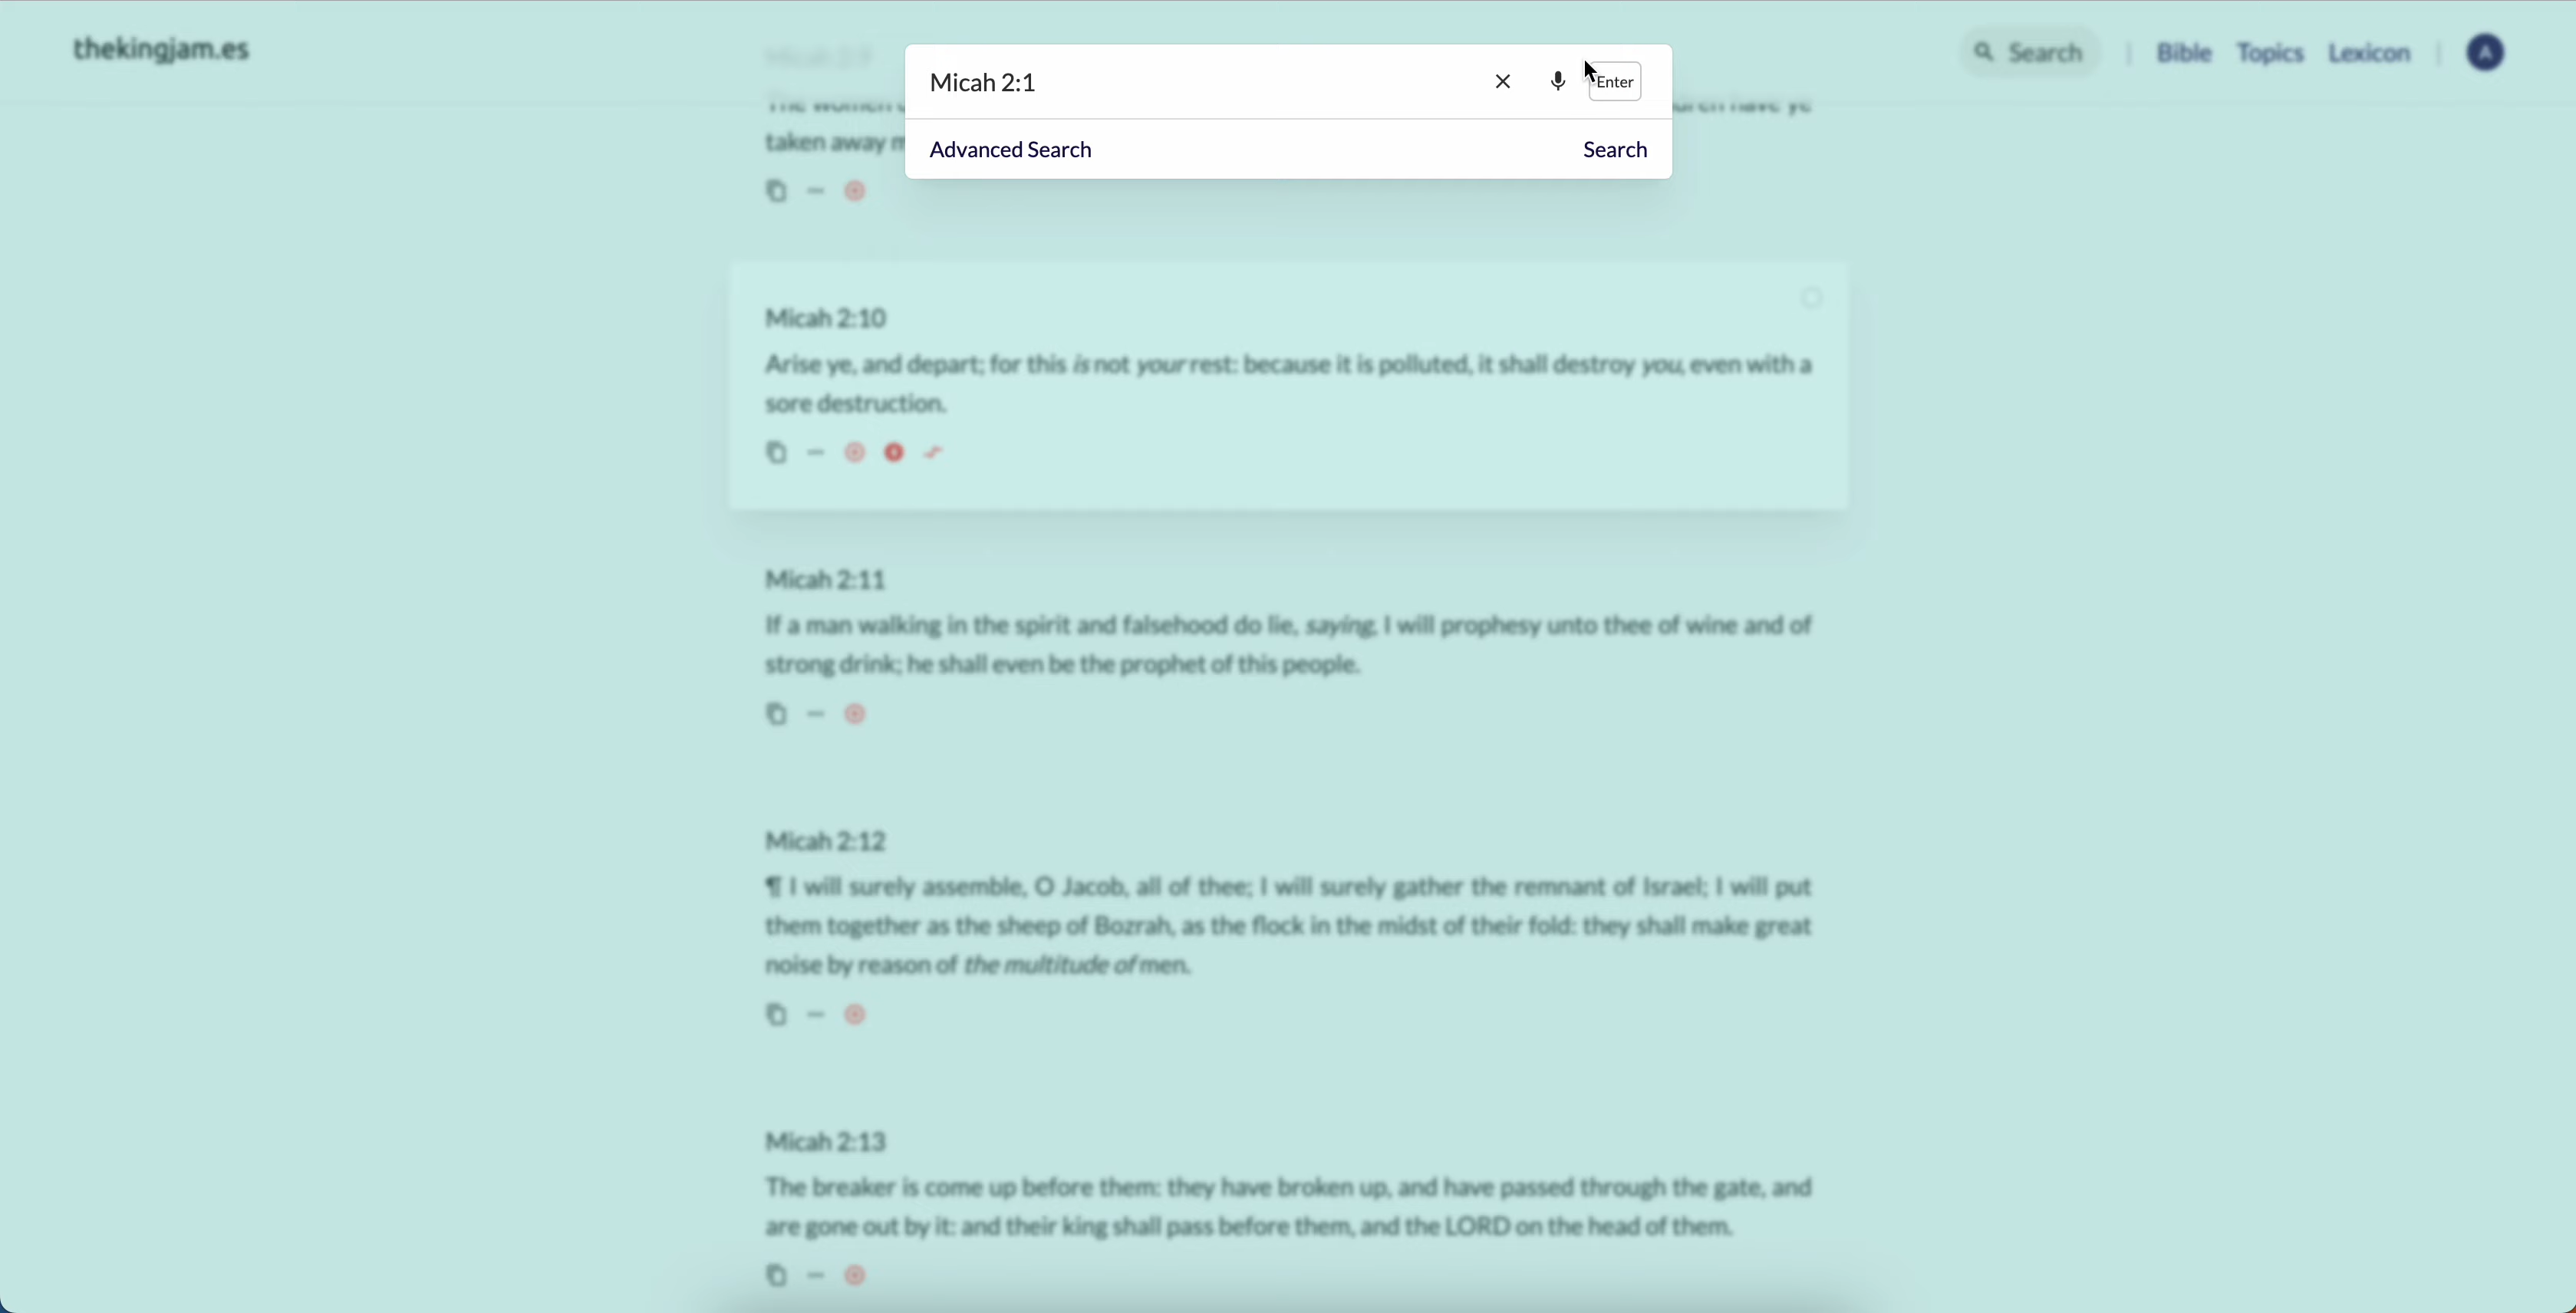 thekingjam.es
Search
Bible
Topics
Lexicon
A
Micah 2:1
Enter
Advanced Search
Search
The women
dren have ye
taken away m
Micah 2:10
Arise ye, and depart; for this is not your rest: because it is polluted, it shall destroy you, even with a
sore destruction.
Micah 2:11
If a man walking in the spirit and falsehood do lie, saying, I will prophesy unto thee of wine and of
strong drink; he shall even be the prophet of this people.
Micah 2:12
¶ I will surely assemble, O Jacob, all of thee; I will surely gather the remnant of Israel; I will put
them together as the sheep of Bozrah, as the flock in the midst of their fold: they shall make great
noise by reason of the multitude of men.
Micah 2:13
The breaker is come up before them: they have broken up, and have passed through the gate, and
are gone out by it: and their king shall pass before them, and the LORD on the head of them.